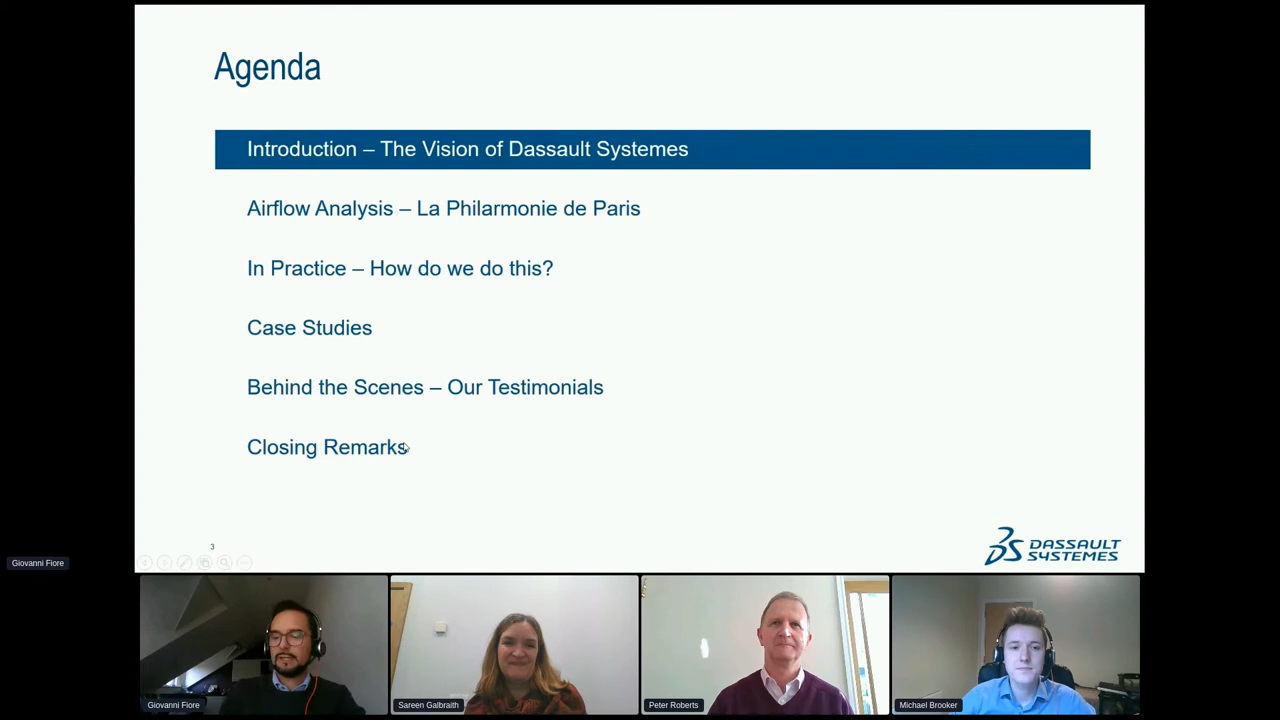 Agenda
Introduction – The Vision of Dassault Systemes
Airflow Analysis – La Philarmonie de Paris
In Practice – How do we do this?
Case Studies
Behind the Scenes – Our Testimonials
Closing Remarks
3
DASSAULT
SYSTEMES
Giovanni Fiore
Giovanni Fiore
Sareen Galbraith
Peter Roberts
Michael Brooker